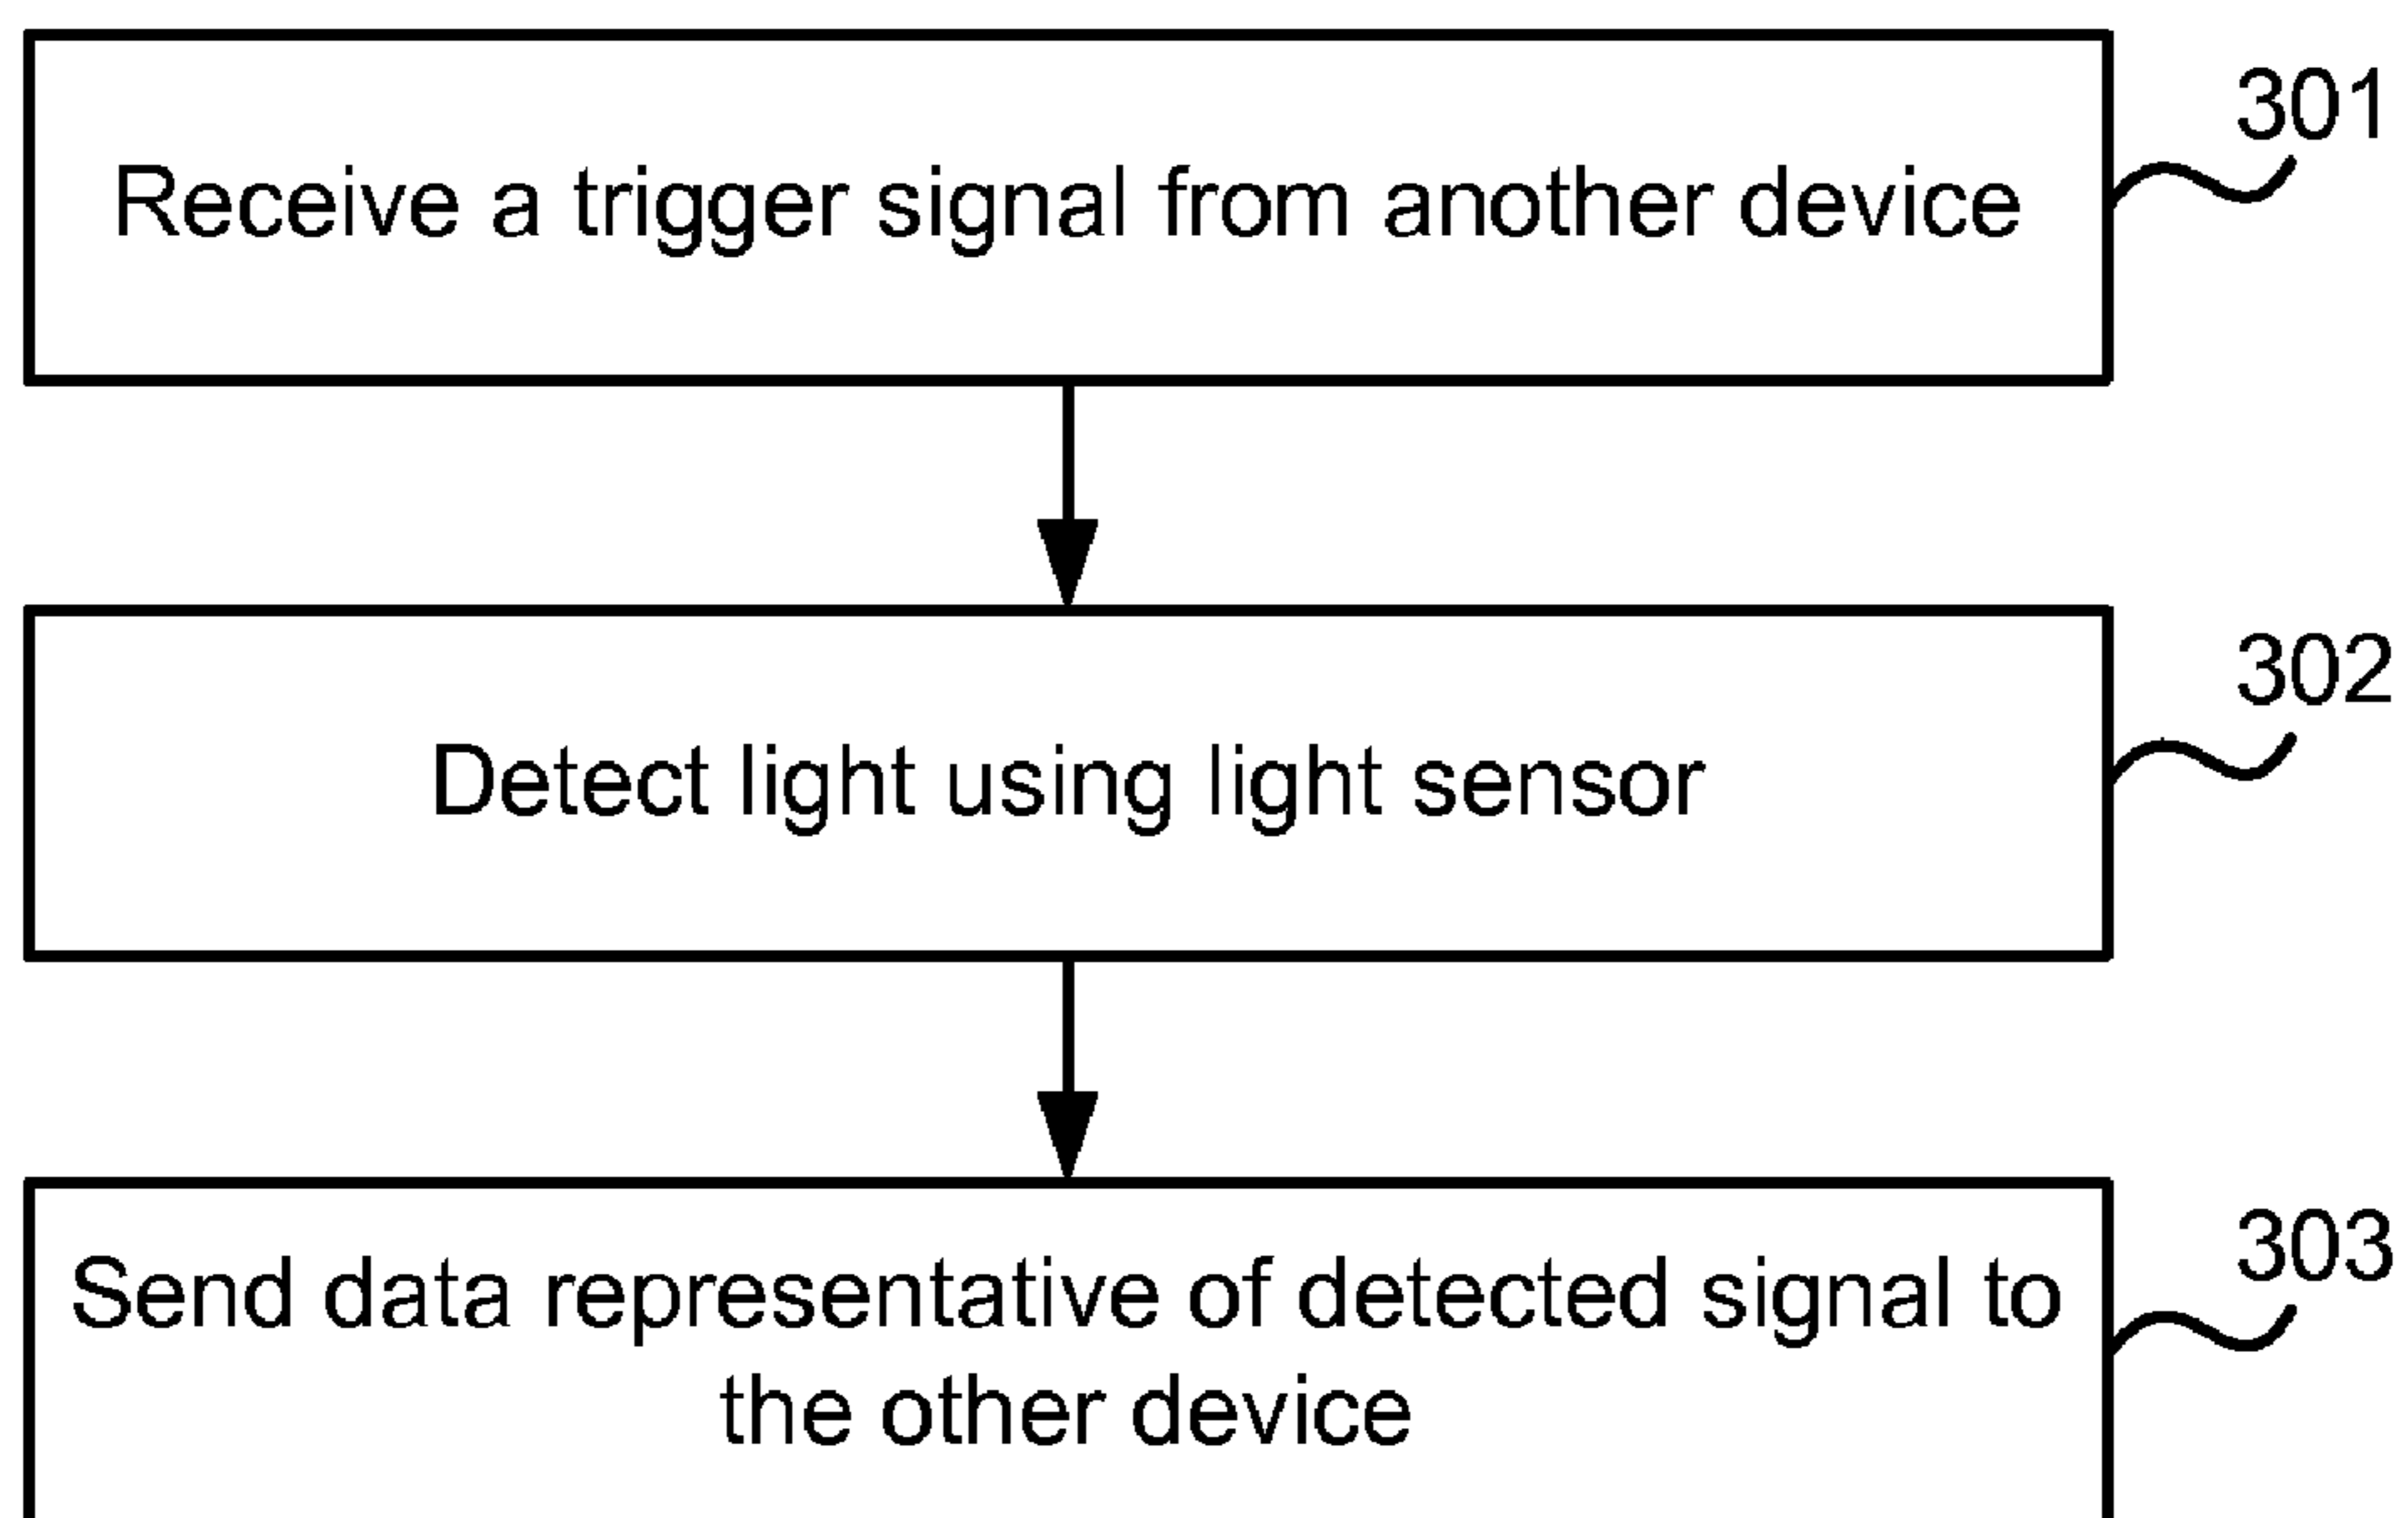 301
Receive a trigger signal from another device
302
Detect light using light sensor
303
Send data representative of detected signal to
the other device